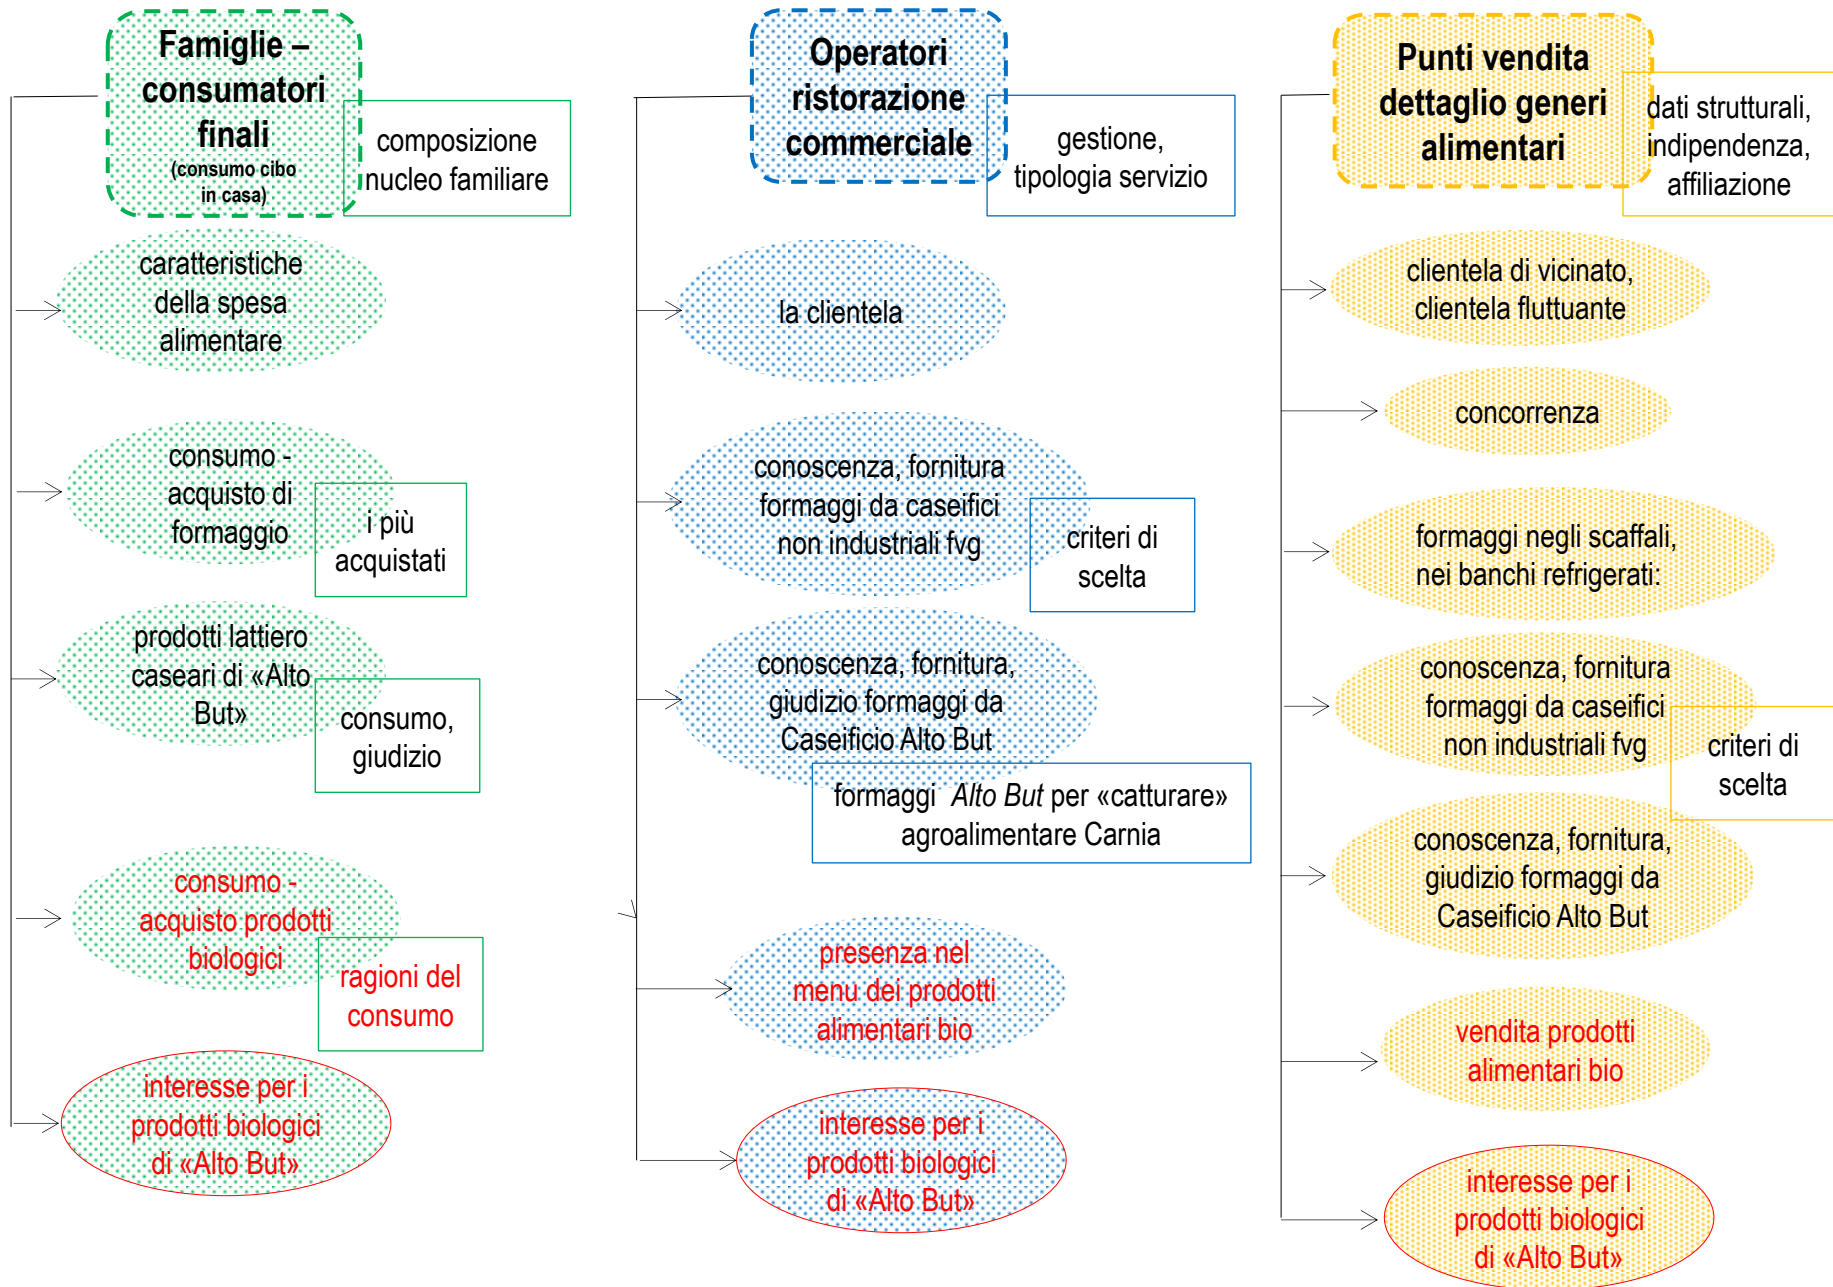 Famiglie –
consumatori
finali
(consumo cibo
in casa)
composizione
nucleo familiare
caratteristiche
della spesa
alimentare
consumo -
acquisto di
formaggio
i più
acquistati
prodotti lattiero
caseari di «Alto
But»
consumo,
giudizio
consumo -
acquisto prodotti
biologici
ragioni del
consumo
interesse per i
prodotti biologici
di «Alto But»
Operatori
ristorazione
commerciale
gestione,
tipologia servizio
la clientela
conoscenza, fornitura
formaggi da caseifici
non industriali fvg
criteri di
scelta
conoscenza, fornitura,
giudizio formaggi da
Caseificio Alto But
formaggi Alto But per «catturare»
agroalimentare Carnia
presenza nel
menu dei prodotti
alimentari bio
interesse per i
prodotti biologici
di «Alto But»
Punti vendita
dettaglio generi
alimentari
dati strutturali,
indipendenza,
affiliazione
clientela di vicinato,
clientela fluttuante
concorrenza
formaggi negli scaffali,
nei banchi refrigerati:
conoscenza, fornitura
formaggi da caseifici
non industriali fvg
criteri di
scelta
conoscenza, fornitura,
giudizio formaggi da
Caseificio Alto But
vendita prodotti
alimentari bio
interesse per i
prodotti biologici
di «Alto But»